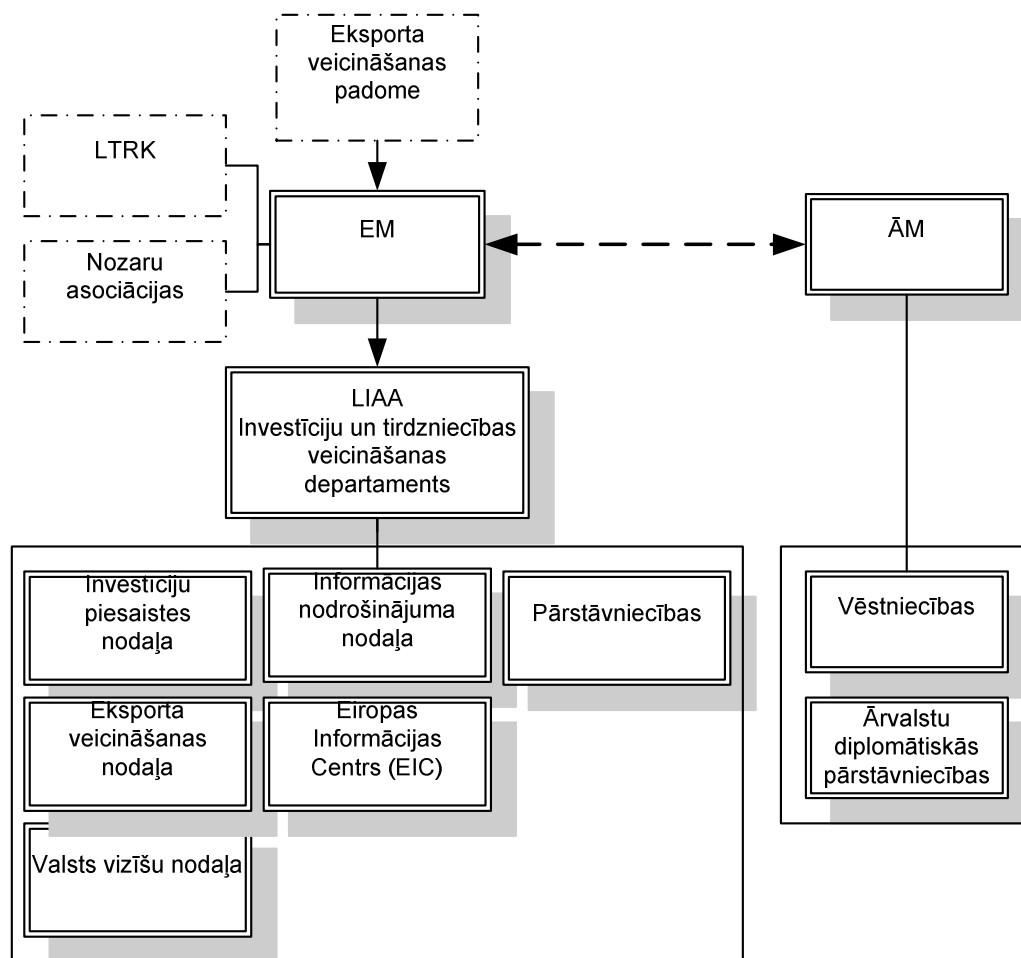 Eksporta
veicināšanas
padome
LTRK
EM
ĀM
Nozaru
asociācijas
LIAA
Investīciju un tirdzniecības
veicināšanas
departaments
Investīciju
piesaistes
nodaļa
Informācijas
nodrošinājuma
nodaļa
Pārstāvniecības
Vēstniecības
Eksporta
veicināšanas
nodaļa
Eiropas
Informācijas
Centrs (EIC)
Ārvalstu
diplomātiskās
pārstāvniecības
Valsts vizīšu nodaļa